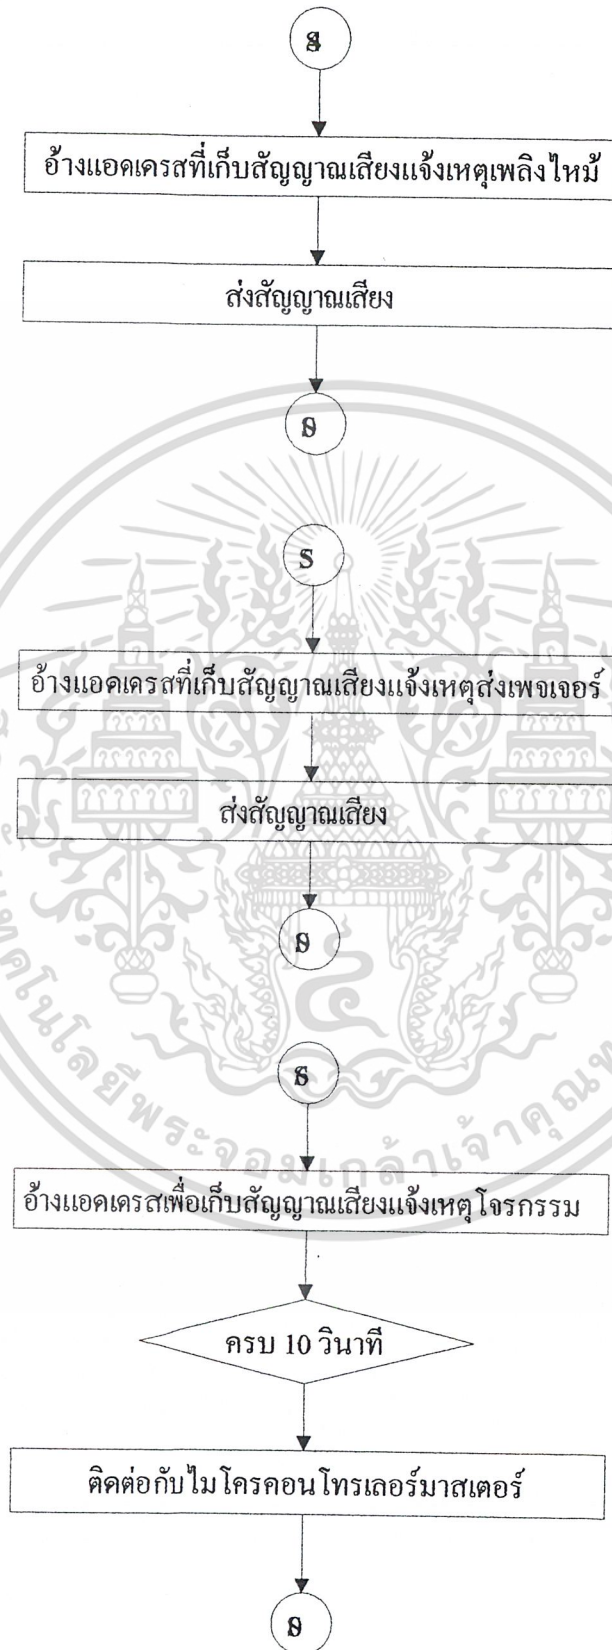 อ้างแอดเดรสที่เก็บสัญญาณเสียงแจ้งเหตุเพลิงไหม้
ส่งสัญญาณเสียง
S
อ้างแอดเดรสที่เก็บสัญญาณเสียงแจ้งเหตุส่งเพจเจอร์
ส่งสัญญาณเสียง
อ้างแอดเดรสเพื่อเก็บสัญญาณเสียงแจ้งเหตุโจรกรรม
ครบ 10 วินาที
ติดต่อกับไมโครคอนโทรเลอร์มาสเตอร์